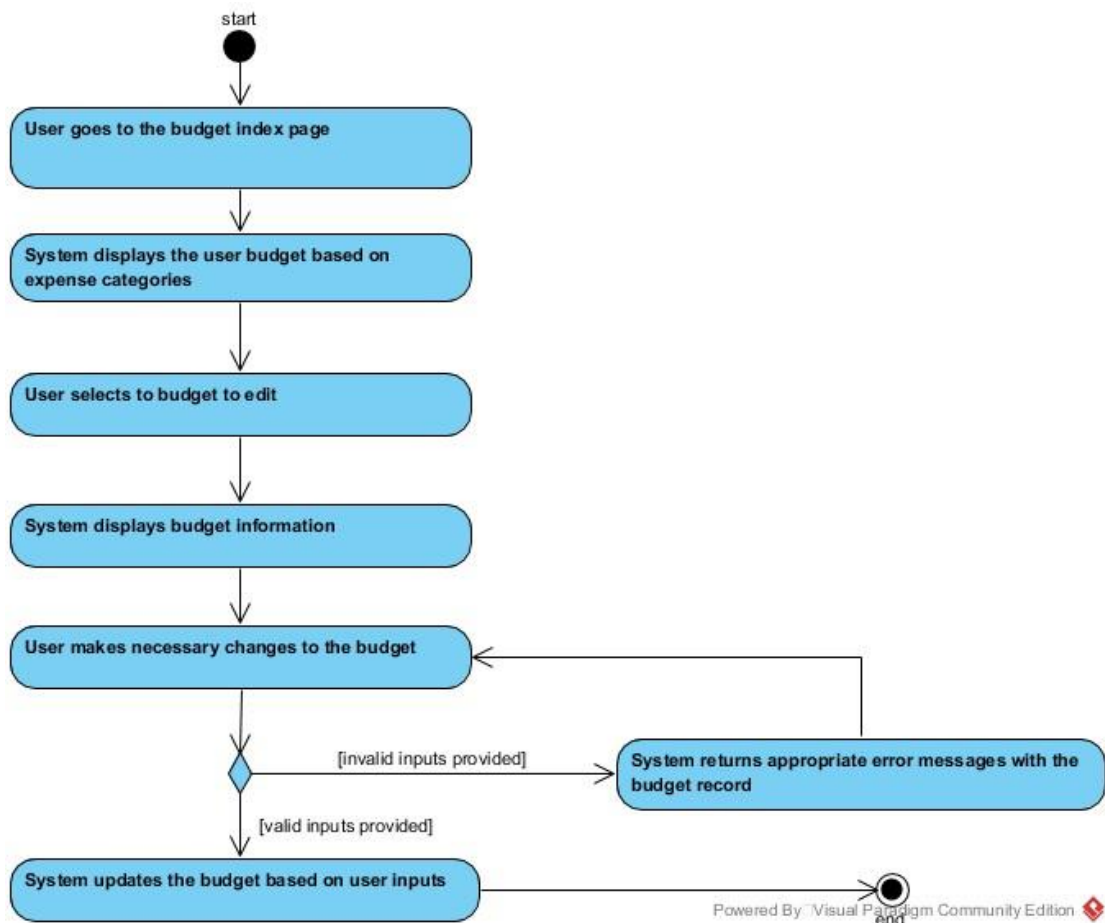 start
User goes to the budget index page
System displays the user budget based on
expense categories
User selects to budget to edit
System displays budget information
User makes necessary changes to the budget
[invalid inputs provided]
System returns appropriate error messages with the
budget record
[valid inputs provided]
System updates the budget based on user inputs
end
Powered By Visual Paradigm Community Edition